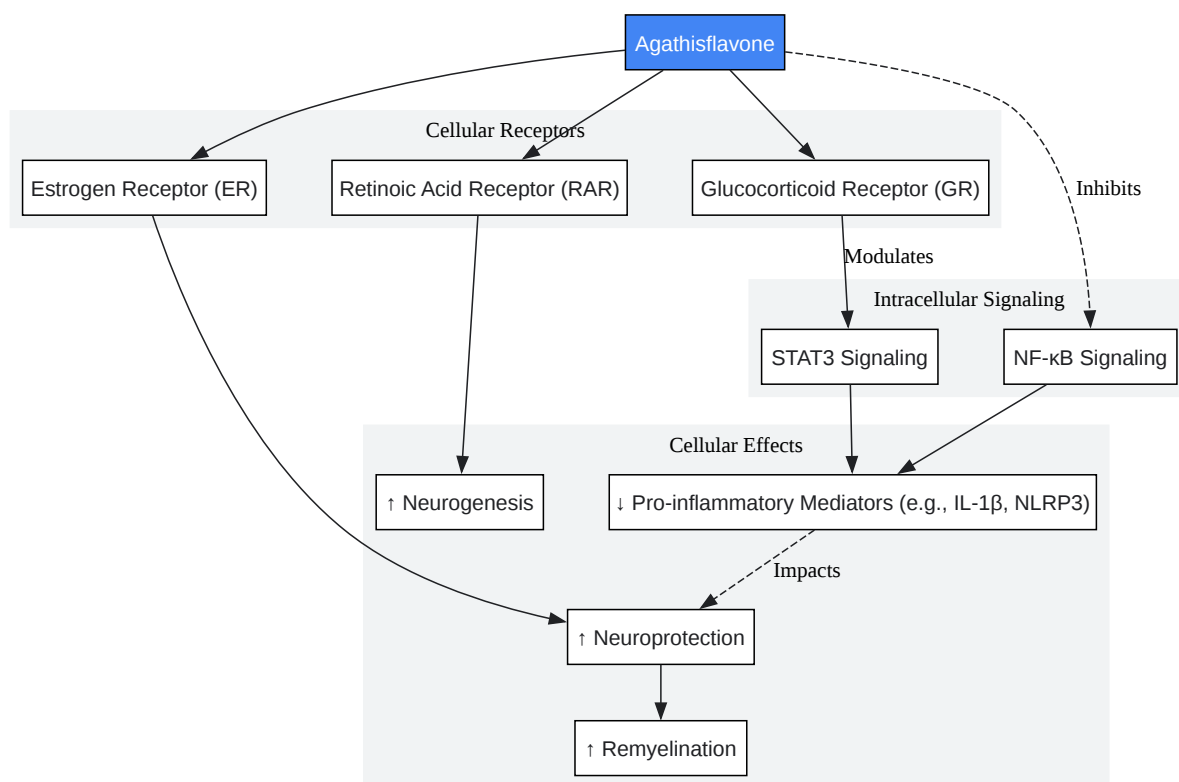 Agathisflavone
Cellular Receptors
Estrogen Receptor (ER)
Retinoic Acid Receptor (RAR)
Glucocorticoid Receptor (GR)
Inhibits
Modulates
Intracellular Signaling
STAT3 Signaling
NF-κB Signaling
Cellular Effects
↑ Neurogenesis
↓ Pro-inflammatory Mediators (e.g., IL-1β, NLRP3)
Impacts
↑ Neuroprotection
↑ Remyelination